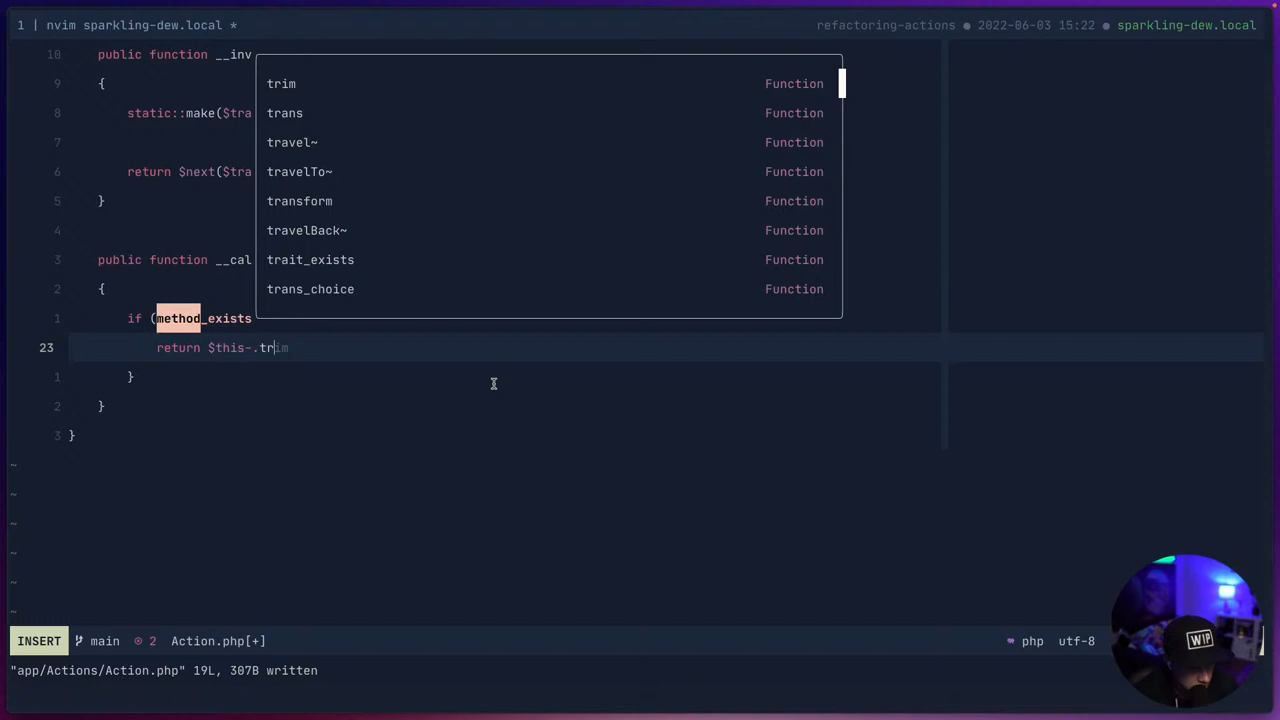 1 | nvim sparkling-dew.local * refactoring-actions ● 2022-06-03 15:22 ● sparkling-dew.local
10 public function __inv
trim Function
9 {
8 static::make($tra trans Function
7 travel~ Function
6 return $next($tra travelTo~ Function
5 } transform Function
4 travelBack~ Function
3 public function __cal trait_exists Function
2 { trans_choice Function
1 if (method_exists
23 return $this-.trim
1 }
2 }
3 }
~
~
~
~
~
~
INSERT main 2 Action.php[+] php utf-8
"app/Actions/Action.php" 19L, 307B written
W!P